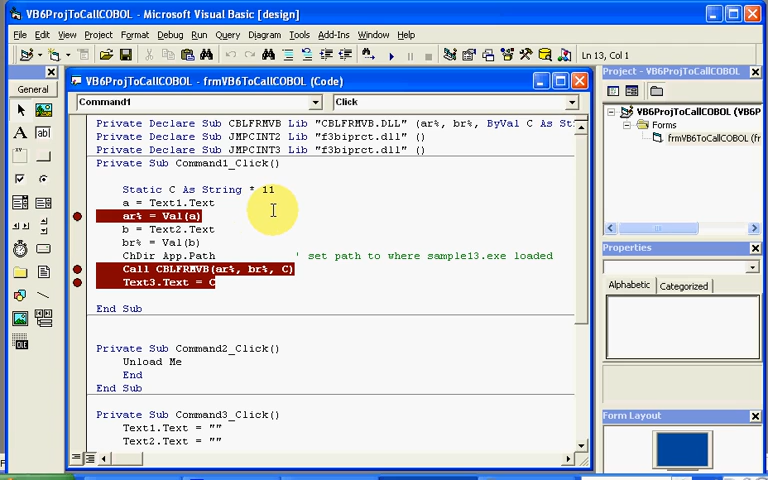 VB6ProjToCallCOBOL - Microsoft Visual Basic [design]
File Edit View Project Format Debug Run Query Diagram Tools Add-Ins Window Help
Ln 13, Col 1
General
VB6ProjToCallCOBOL - frmVB6ToCallCOBOL (Code)
Command1 Click
Private Declare Sub CBLFRMVB Lib "CBLFRMVB.DLL" (ar%, br%, ByVal C As
Private Declare Sub JMPCINT2 Lib "f3biprct.dll" ()
Private Declare Sub JMPCINT3 Lib "f3biprct.dll" ()
Private Sub Command1_Click()
Static C As String * 11
a = Text1.Text
ar% = Val(a)
b = Text2.Text
br% = Val(b)
ChDir App.Path ' set path to where sample13.exe loaded
Call CBLFRMVB(ar%, br%, C)
Text3.Text = C
End Sub
Private Sub Command2_Click()
Unload Me
End
End Sub
Private Sub Command3_Click()
Text1.Text = ""
Text2.Text = ""
Project - VB6ProjToCallCOBOL
VB6ProjToCallCOBOL (VB6P
Forms
frmVB6ToCallCOBOL (fr
Properties
Alphabetic Categorized
Form Layout